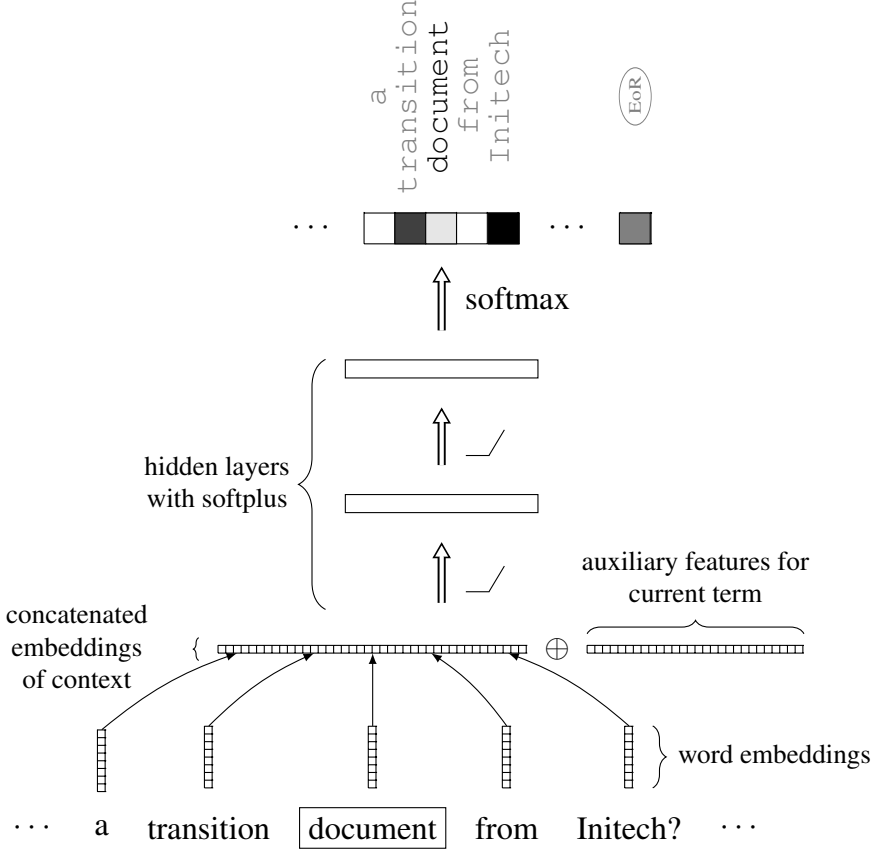 a
transition
document
from
Initech
EoR
··· ···
softmax
hidden layers
with softplus
auxiliary features for
current term
concatenated
embeddings
of context
word embeddings
··· a transition document from Initech? ···